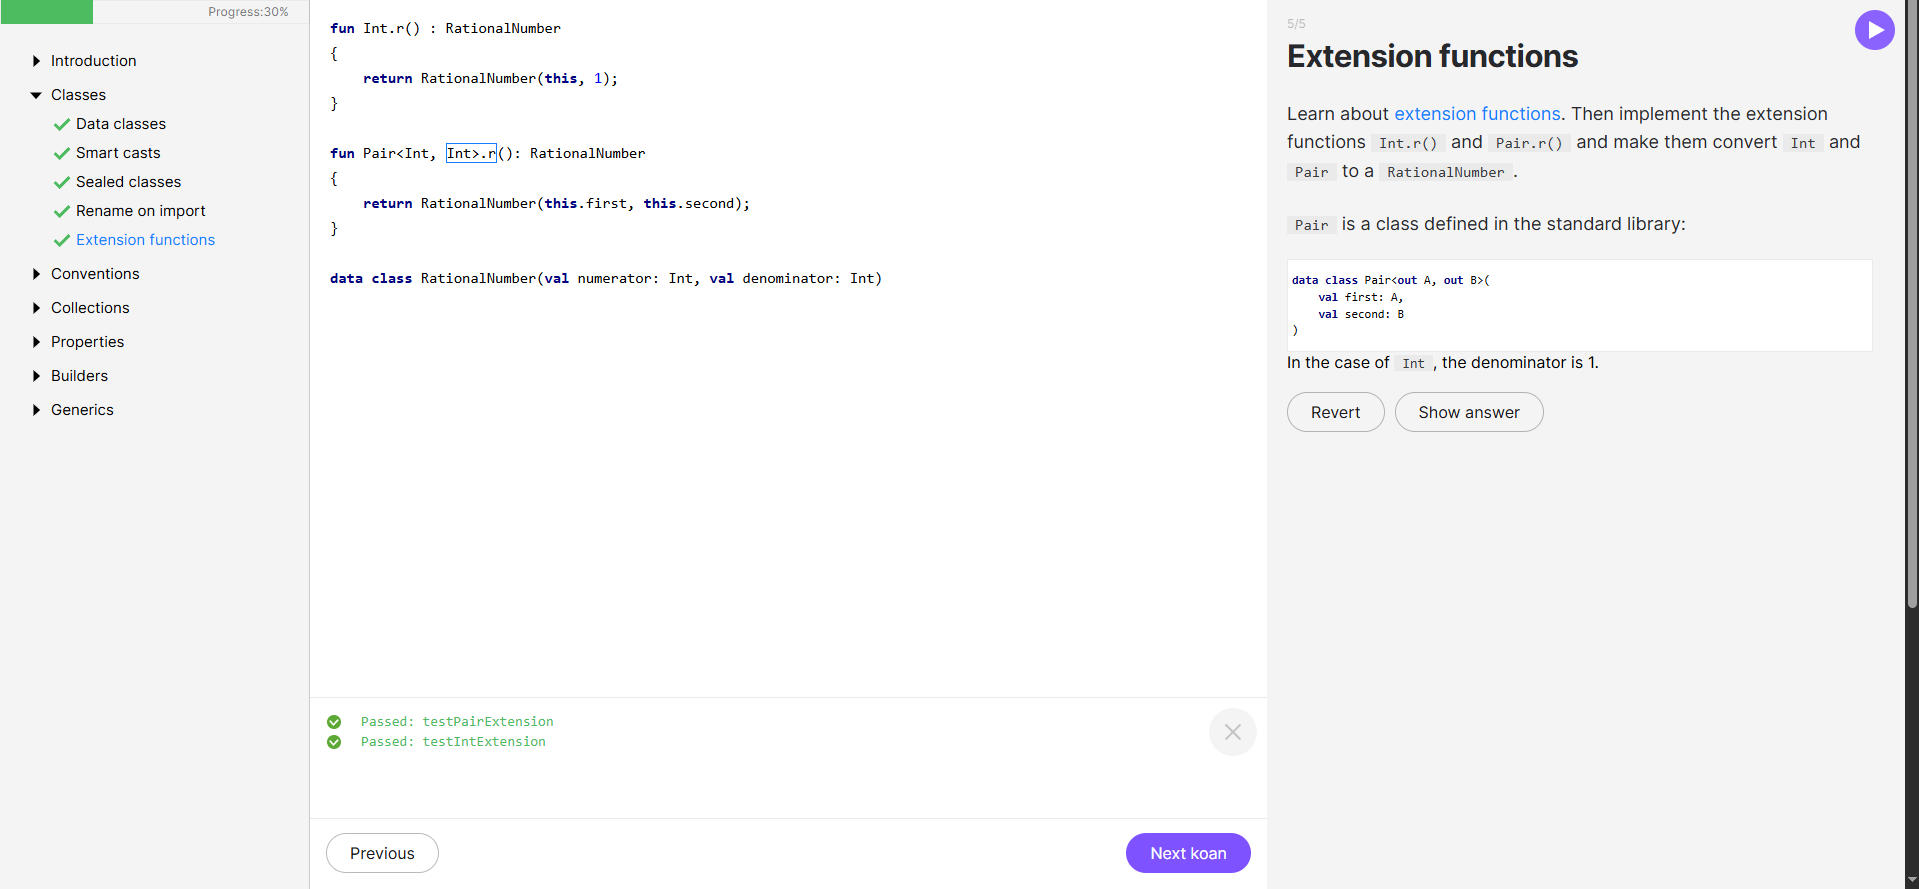 Progress:30%
Introduction
Classes
Data classes
Smart casts
Sealed classes
Rename on import
Extension functions
Conventions
Collections
Properties
Builders
Generics
fun Int.r() : RationalNumber
{
    return RationalNumber(this, 1);
}
fun Pair<Int, Int>.r(): RationalNumber
{
    return RationalNumber(this.first, this.second);
}
data class RationalNumber(val numerator: Int, val denominator: Int)
Passed: testPairExtension
Passed: testIntExtension
Previous
Next koan
5/5
Extension functions
Learn about extension functions. Then implement the extension
functions Int.r() and Pair.r() and make them convert Int and
Pair to a RationalNumber .
Pair is a class defined in the standard library:
data class Pair<out A, out B>(
    val first: A,
    val second: B
)
In the case of Int , the denominator is 1.
Revert
Show answer